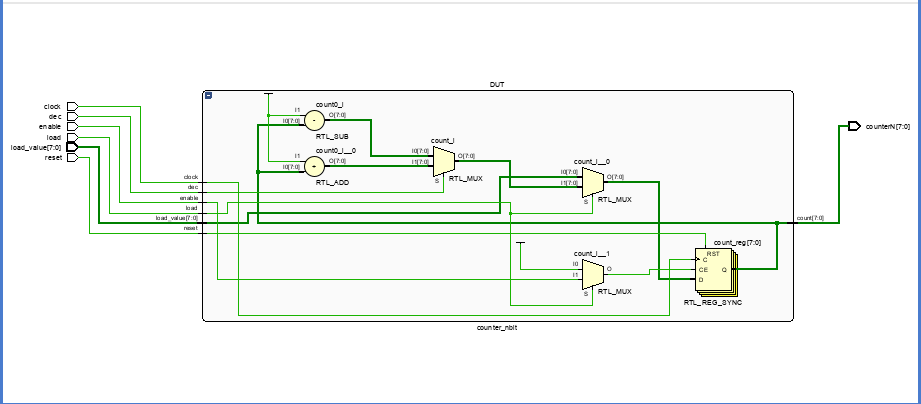 DUT
clock
dec
enable
load
load_value[7:0]
reset
count0_i
I1
O[7:0]
I0[7:0]
-
RTL_SUB
count0_i__0
I1
O[7:0]
I0[7:0]
+
RTL_ADD
count_i
I0[7:0]
O[7:0]
I1[7:0]
S
RTL_MUX
count_i__0
I0[7:0]
O[7:0]
I1[7:0]
S
RTL_MUX
counterN[7:0]
clock
dec
enable
load
load_value[7:0]
reset
count[7:0]
count_i__1
I0
O
I1
S
RTL_MUX
count_reg[7:0]
RST
C
CE
Q
D
RTL_REG_SYNC
counter_nbit